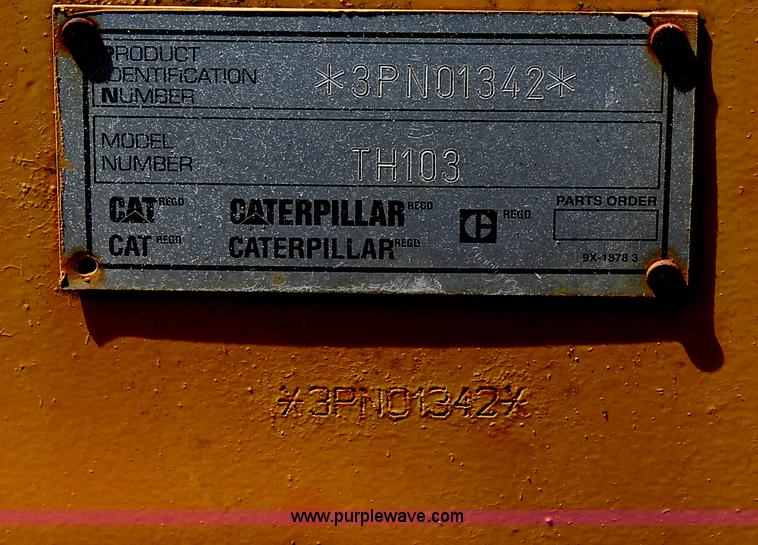 PRODUCT
IDENTIFICATION
NUMBER
*3PN01342*
MODEL
NUMBER
TH103
CAT REGD
CATERPILLAR REGD
C REGD
PARTS ORDER
CAT REGD
CATERPILLAR REGD
9X-1878 3
*3PN01342*
www.purplewave.com